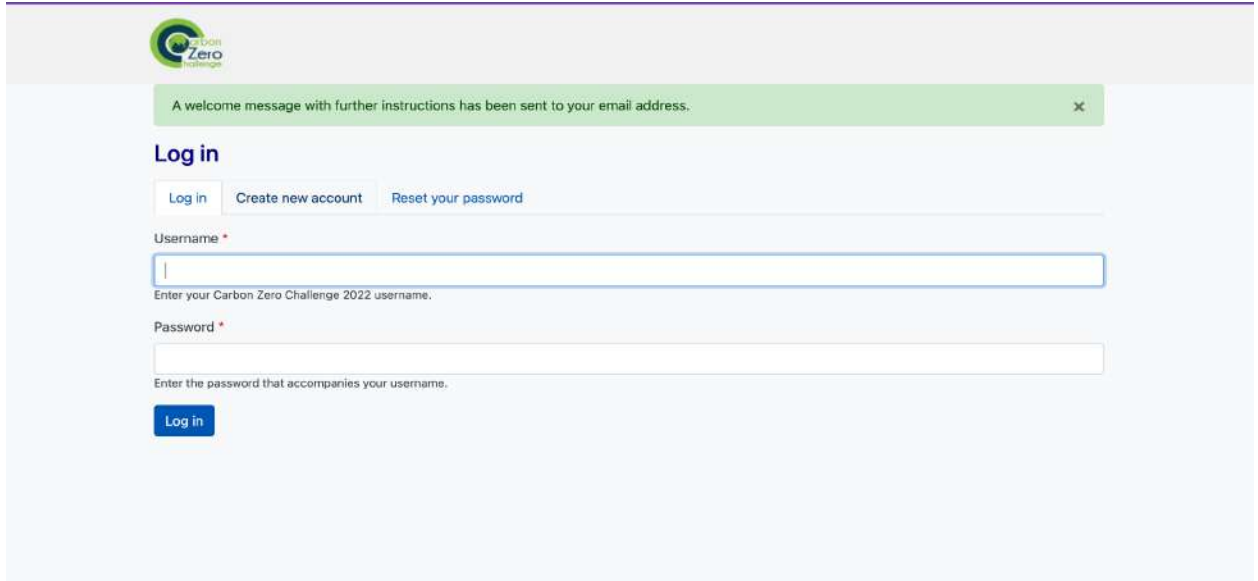 Carbon
Zero
Challenge
A welcome message with further instructions has been sent to your email address. ×
Log in
Log in Create new account Reset your password
Username *
Enter your Carbon Zero Challenge 2022 username.
Password *
Enter the password that accompanies your username.
Log in